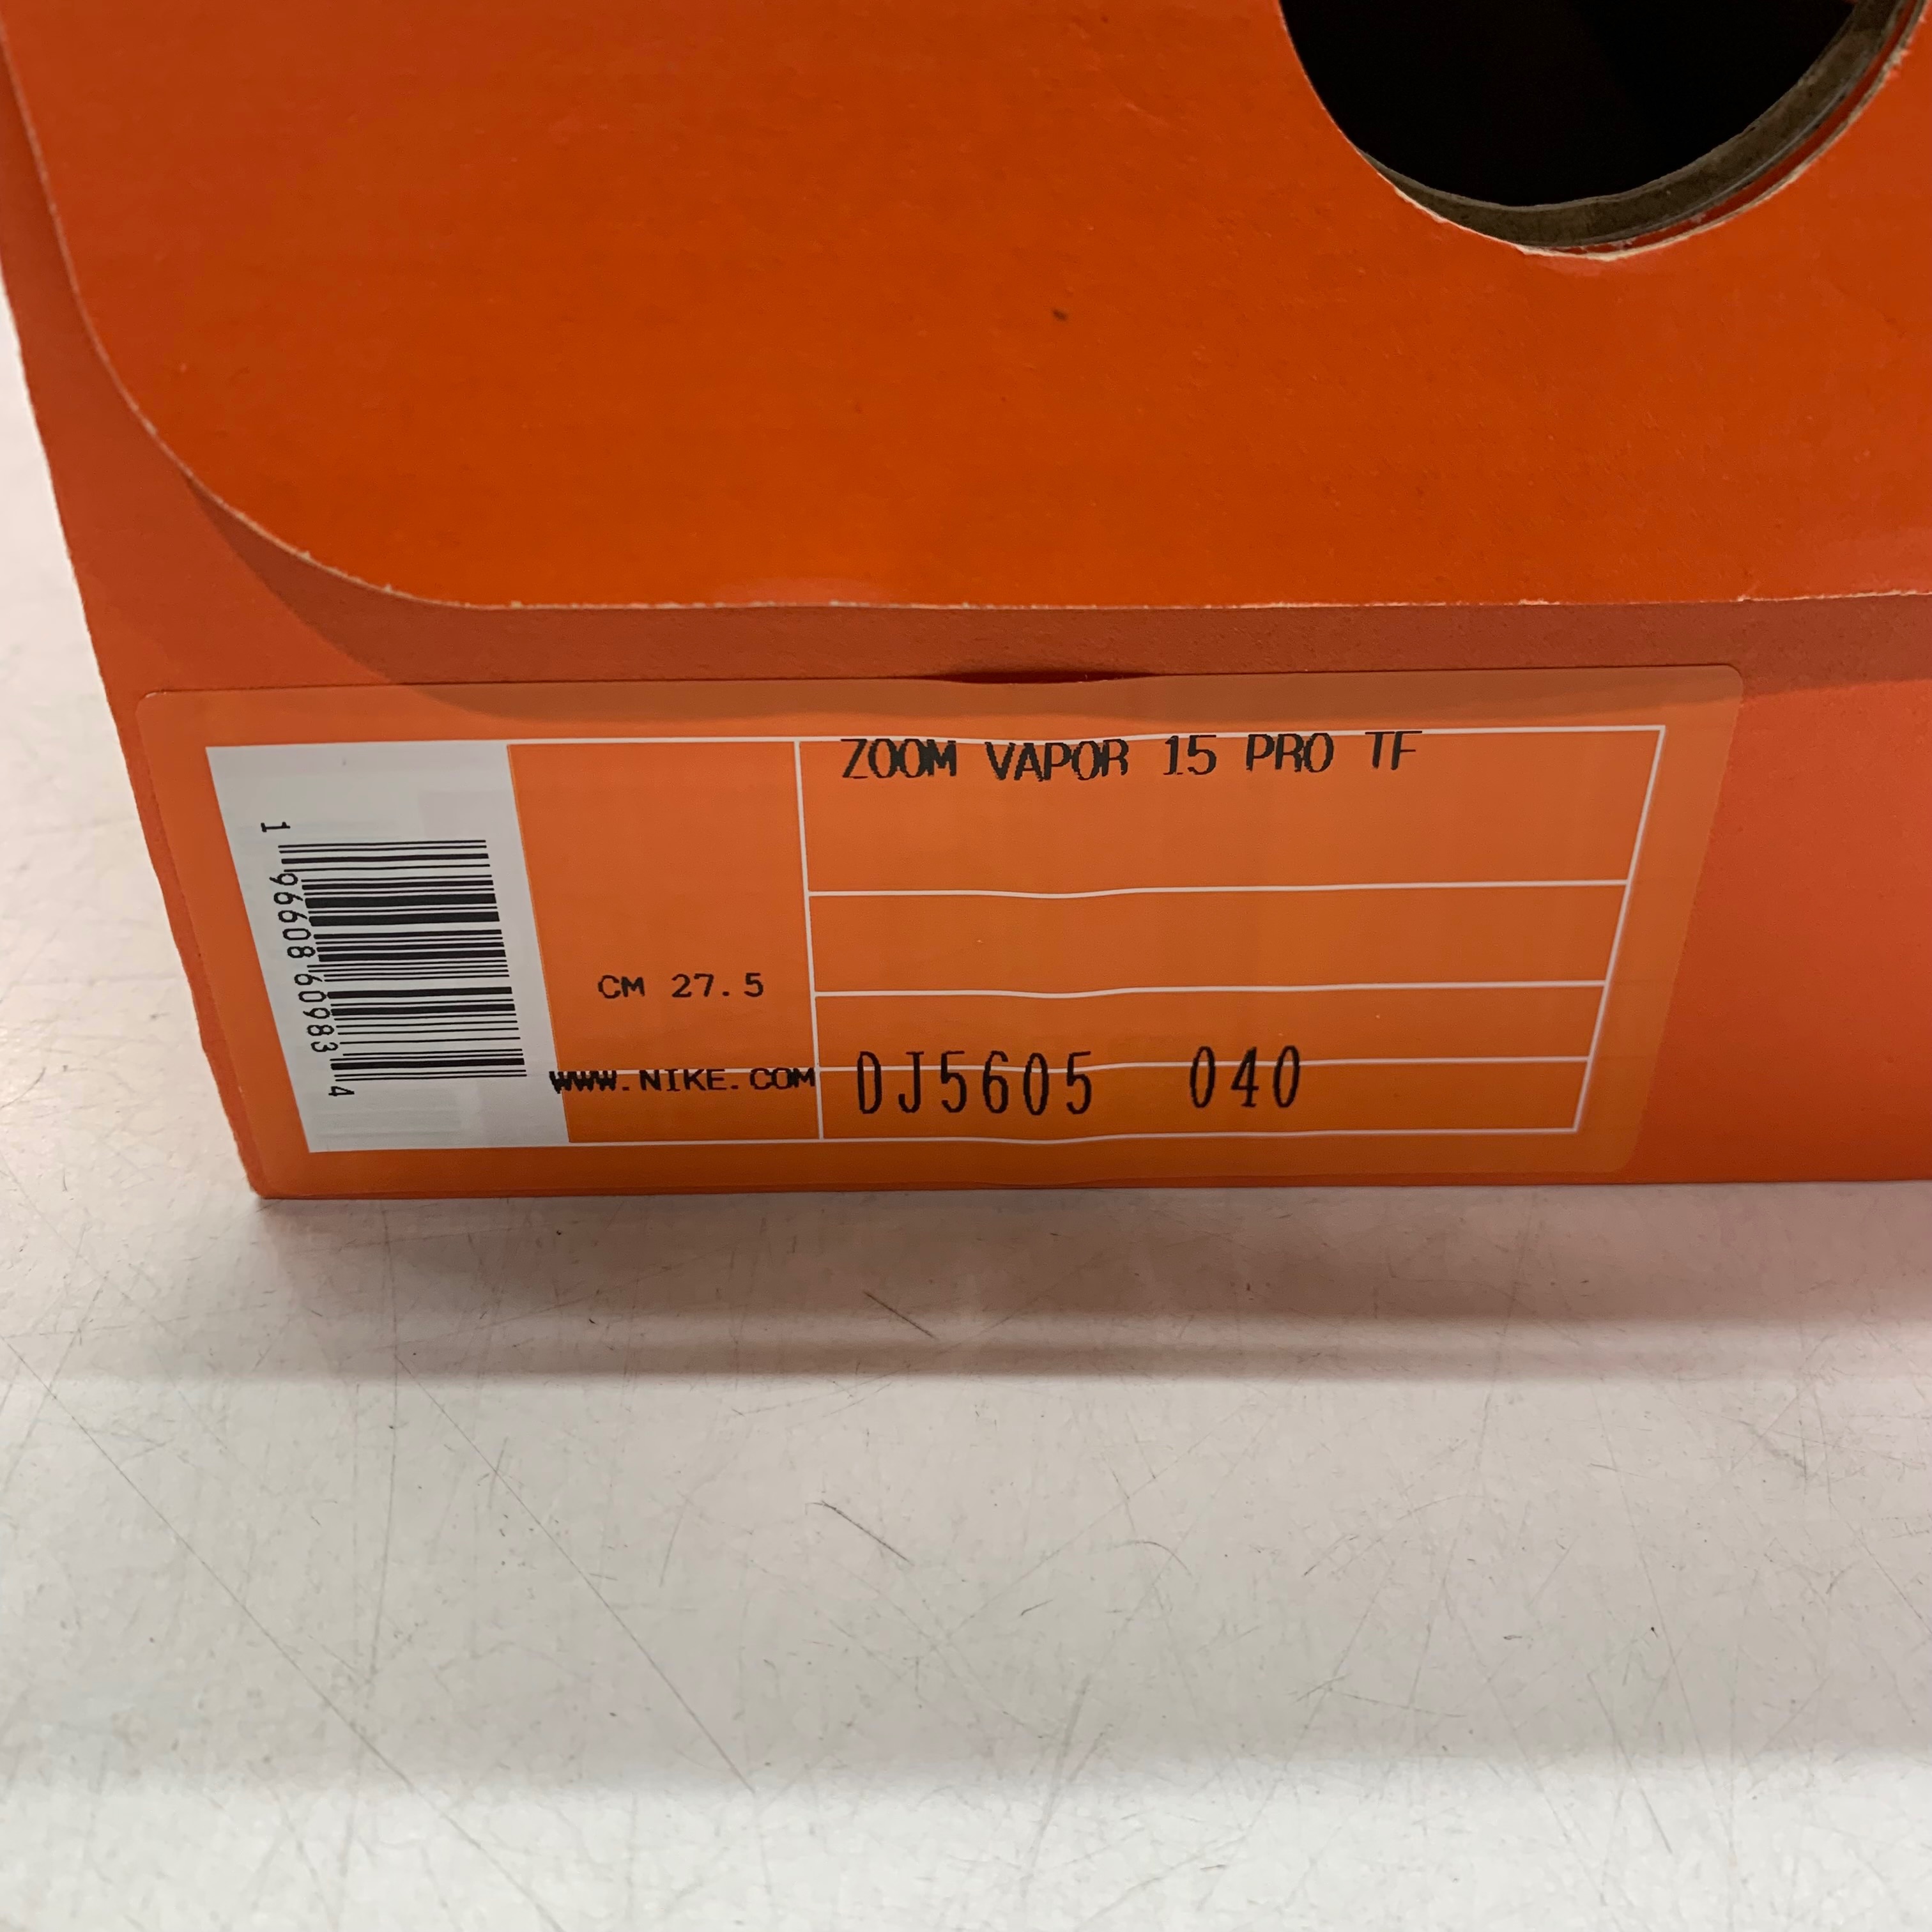 ZOOM VAPOR 15 PRO TF
1 96608 60983 4
CM 27.5
WWW.NIKE.COM
DJ5605 040